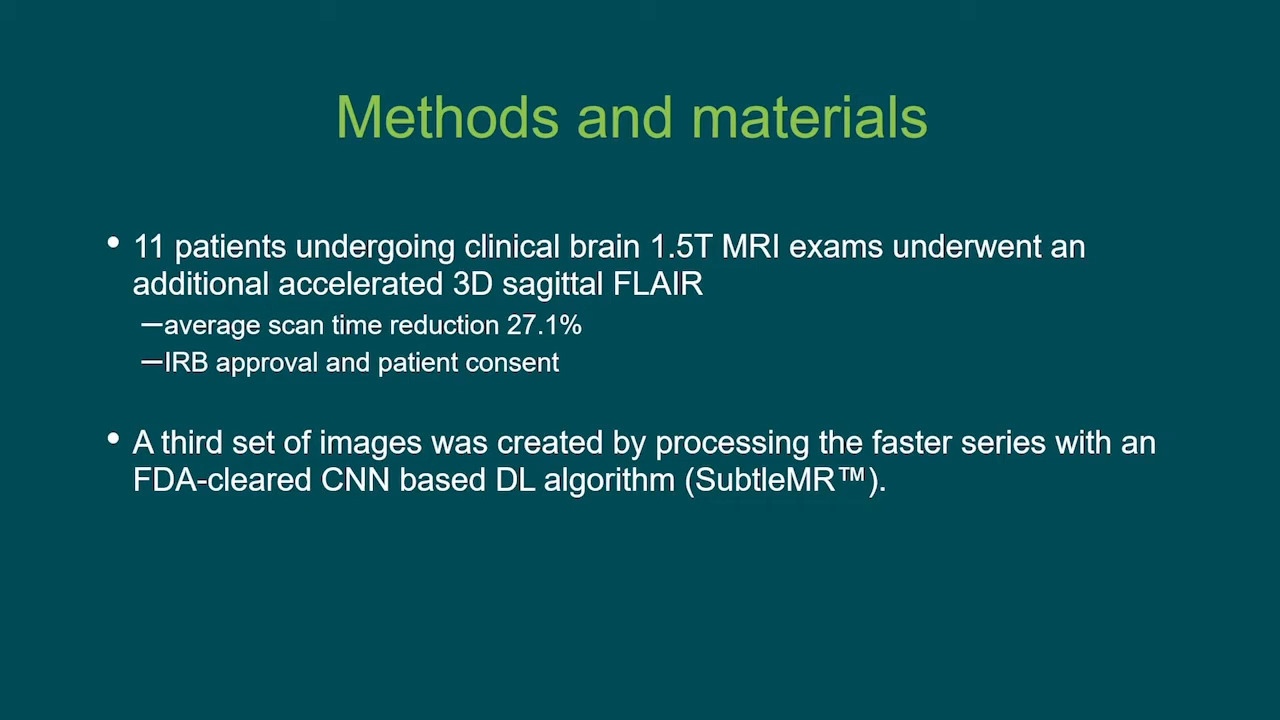 Methods and materials
• 11 patients undergoing clinical brain 1.5T MRI exams underwent an
additional accelerated 3D sagittal FLAIR
—average scan time reduction 27.1%
—IRB approval and patient consent
• A third set of images was created by processing the faster series with an
FDA-cleared CNN based DL algorithm (SubtleMR™).